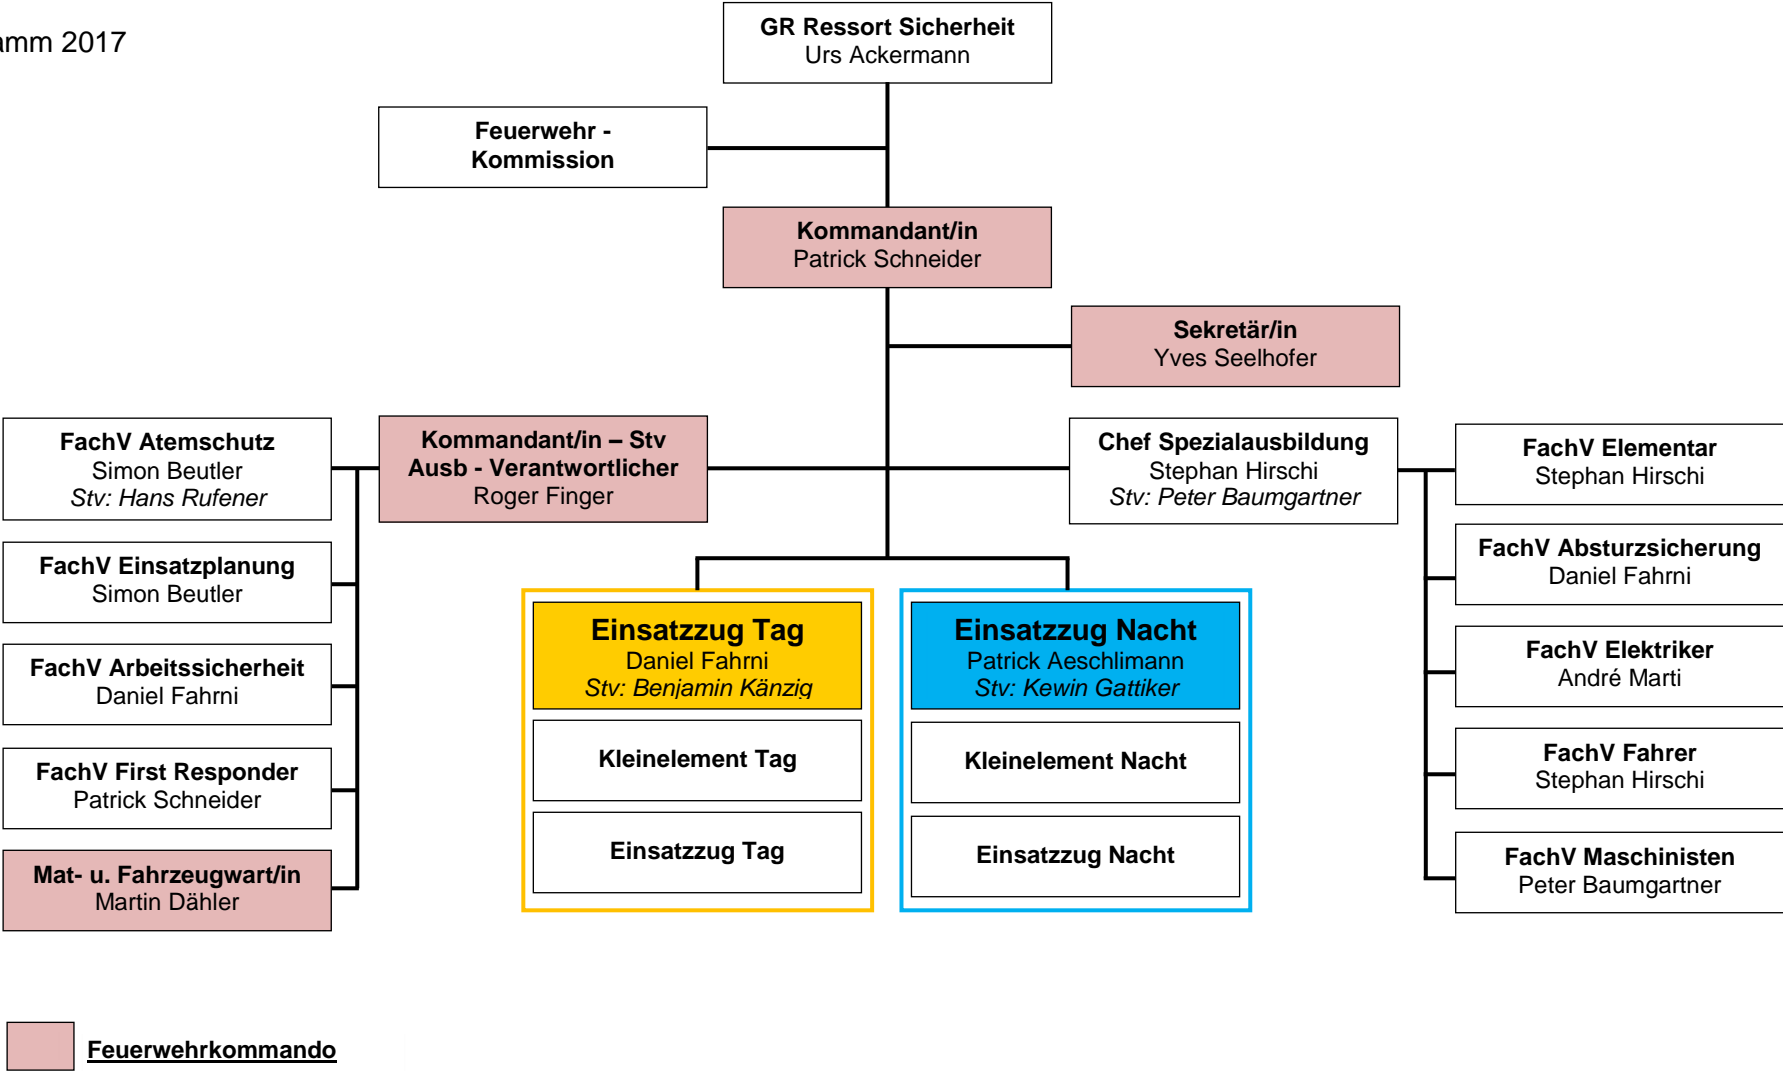 amm 2017
GR Ressort Sicherheit
Urs Ackermann
Feuerwehr -
Kommission
Kommandant/in
Patrick Schneider
Sekretär/in
Yves Seelhofer
FachV Atemschutz
Simon Beutler
Stv: Hans Rufener
Kommandant/in – Stv
Ausb - Verantwortlicher
Roger Finger
Chef Spezialausbildung
Stephan Hirschi
Stv: Peter Baumgartner
FachV Elementar
Stephan Hirschi
FachV Einsatzplanung
Simon Beutler
FachV Absturzsicherung
Daniel Fahrni
FachV Arbeitssicherheit
Daniel Fahrni
Einsatzzug Tag
Daniel Fahrni
Stv: Benjamin Känzig
Einsatzzug Nacht
Patrick Aeschlimann
Stv: Kewin Gattiker
FachV Elektriker
André Marti
FachV First Responder
Patrick Schneider
Kleinelement Tag
Kleinelement Nacht
FachV Fahrer
Stephan Hirschi
Mat- u. Fahrzeugwart/in
Martin Dähler
Einsatzzug Tag
Einsatzzug Nacht
FachV Maschinisten
Peter Baumgartner
Feuerwehrkommando